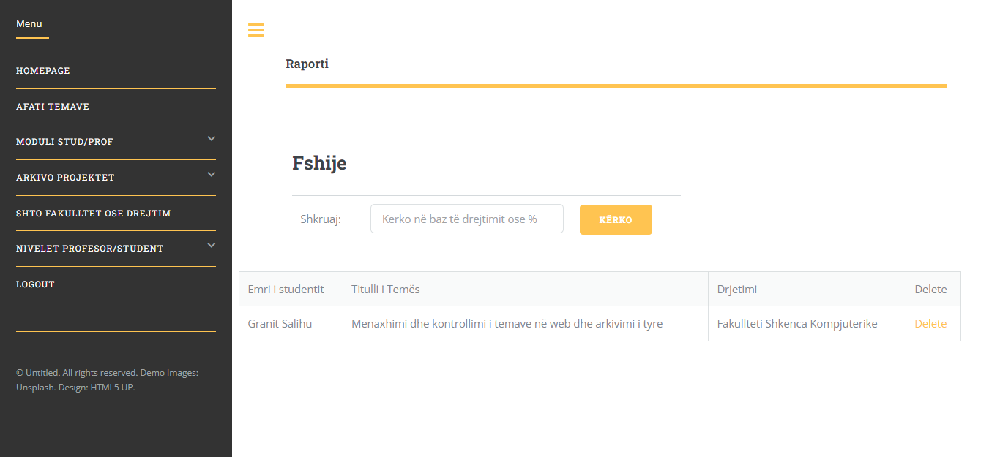 Menu
HOMEPAGE
AFATI TEMAVE
MODULI STUD/PROF
ARKIVO PROJEKTET
SHTO FAKULLTET OSE DREJTIM
NIVELET PROFESOR/STUDENT
LOGOUT
© Untitled. All rights reserved. Demo Images:
Unsplash. Design: HTML5 UP.
Raporti
Fshije
Shkruaj: Kerko në baz të drejtimit ose % KËRKO
Emri i studentit Titulli i Temës Drjetimi Delete
Granit Salihu Menaxhimi dhe kontrollimi i temave në web dhe arkivimi i tyre Fakullteti Shkenca Kompjuterike Delete